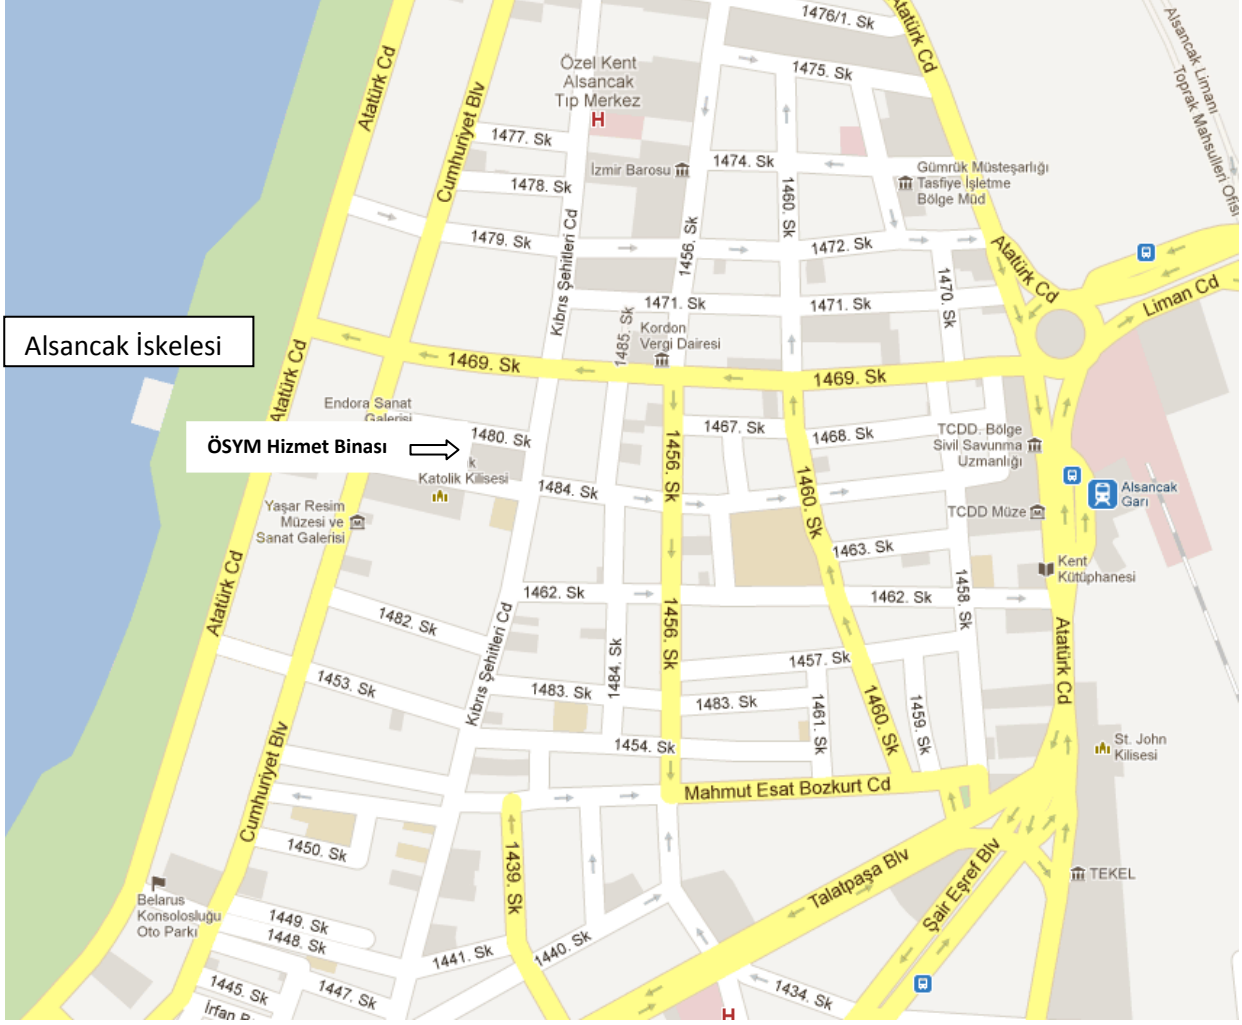 1476/1. Sk
Atatürk Cd
Alsancak Limanı
Toprak Mahsulleri Ofisi
Atatürk Cd
Özel Kent
Alsancak
Tıp Merkez
H
1475. Sk
Cumhuriyet Blv
1477. Sk
1474. Sk
İzmir Barosu
Gümrük Müsteşarlığı
Tasfiye İşletme
Bölge Müd
1478. Sk
1460. Sk
1479. Sk
Kıbrıs Şehitleri Cd
1456. Sk
1472. Sk
Atatürk Cd
1470. Sk
Liman Cd
1471. Sk
1471. Sk
1485. Sk
Kordon
Vergi Dairesi
Alsancak İskelesi
Atatürk Cd
1469. Sk
1469. Sk
Endora Sanat
Galerisi
1480. Sk
1467. Sk
1468. Sk
TCDD. Bölge
Sivil Savunma
Uzmanlığı
ÖSYM Hizmet Binası
k
Katolik Kilisesi
1456. Sk
1484. Sk
1460. Sk
Alsancak
Garı
Yaşar Resim
Müzesi ve
Sanat Galerisi
TCDD Müze
1463. Sk
Kent
Kütüphanesi
Atatürk Cd
1462. Sk
1462. Sk
1458. Sk
1482. Sk
Kıbrıs Şehitleri Cd
1484. Sk
1456. Sk
Atatürk Cd
1457. Sk
1453. Sk
1483. Sk
1483. Sk
1461. Sk
1460. Sk
1459. Sk
Cumhuriyet Blv
1454. Sk
St. John
Kilisesi
Mahmut Esat Bozkurt Cd
1450. Sk
1439. Sk
Talatpaşa Blv
Şair Eşref Blv
TEKEL
Belarus
Konsolosluğu
Oto Parkı
1449. Sk
1448. Sk
1441. Sk
1440. Sk
1445. Sk
1447. Sk
1434. Sk
H